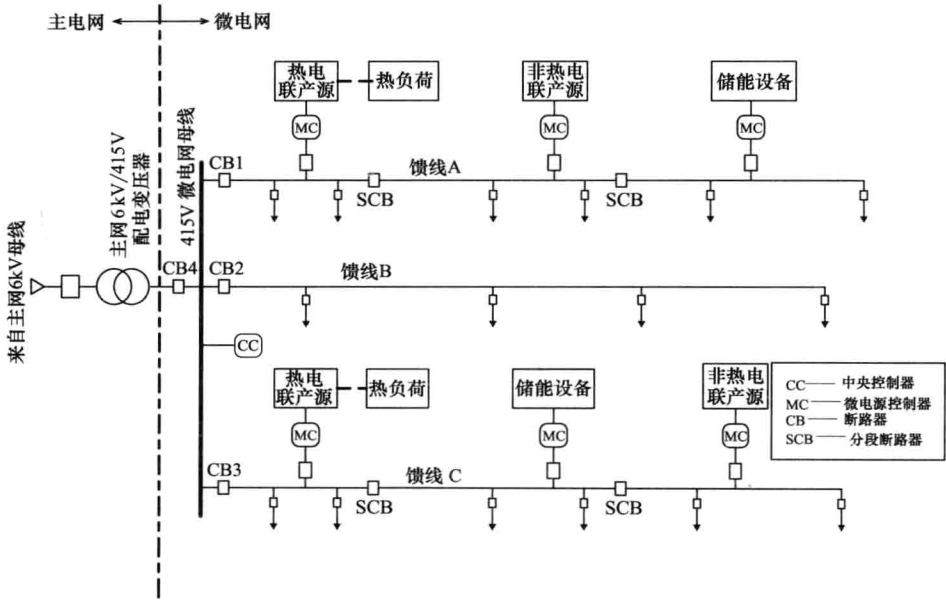 主电网
微电网
热电
联产源
热负荷
非热电
联产源
储能设备
MC
MC
MC
CB1
馈线A
SCB
SCB
主网6kV/415V
配电变压器
415V 微电网母线
来自主网6kV母线
CB4
CB2
馈线B
CC
热电
联产源
热负荷
储能设备
非热电
联产源
MC
MC
MC
CB3
馈线 C
SCB
SCB
CC—— 中央控制器
MC——微电源控制器
CB—— 断路器
SCB—— 分段断路器